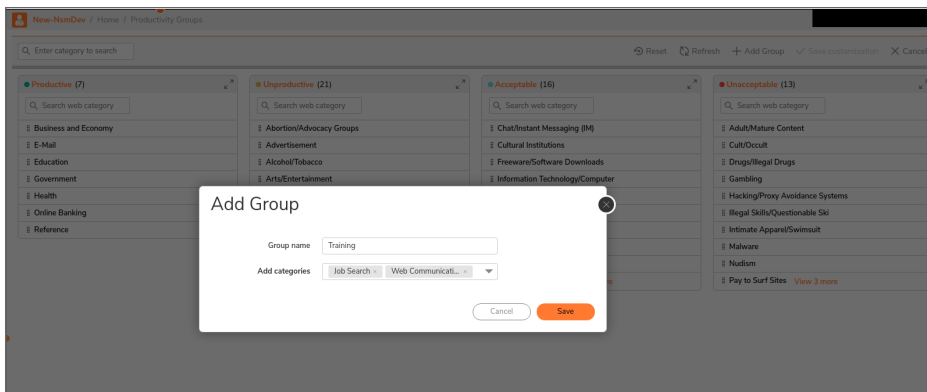 New-NsmDev / Home / Productivity Groups
Enter category to search
Reset Refresh + Add Group Save customization Cancel
Productive (7)
Search web category
Business and Economy
E-Mail
Education
Government
Health
Online Banking
Reference
Unproductive (21)
Search web category
Abortion/Advocacy Groups
Advertisement
Alcohol/Tobacco
Arts/Entertainment
Acceptable (16)
Search web category
Chat/Instant Messaging (IM)
Cultural Institutions
Freeware/Software Downloads
Information Technology/Computer
Unacceptable (13)
Search web category
Adult/Mature Content
Cult/Occult
Drugs/Illegal Drugs
Gambling
Hacking/Proxy Avoidance Systems
Illegal Skills/Questionable Ski
Intimate Apparel/Swimsuit
Malware
Nudism
Pay to Surf Sites View 3 more
Add Group
Group name Training
Add categories Job Search × Web Communicati... ×
Cancel Save